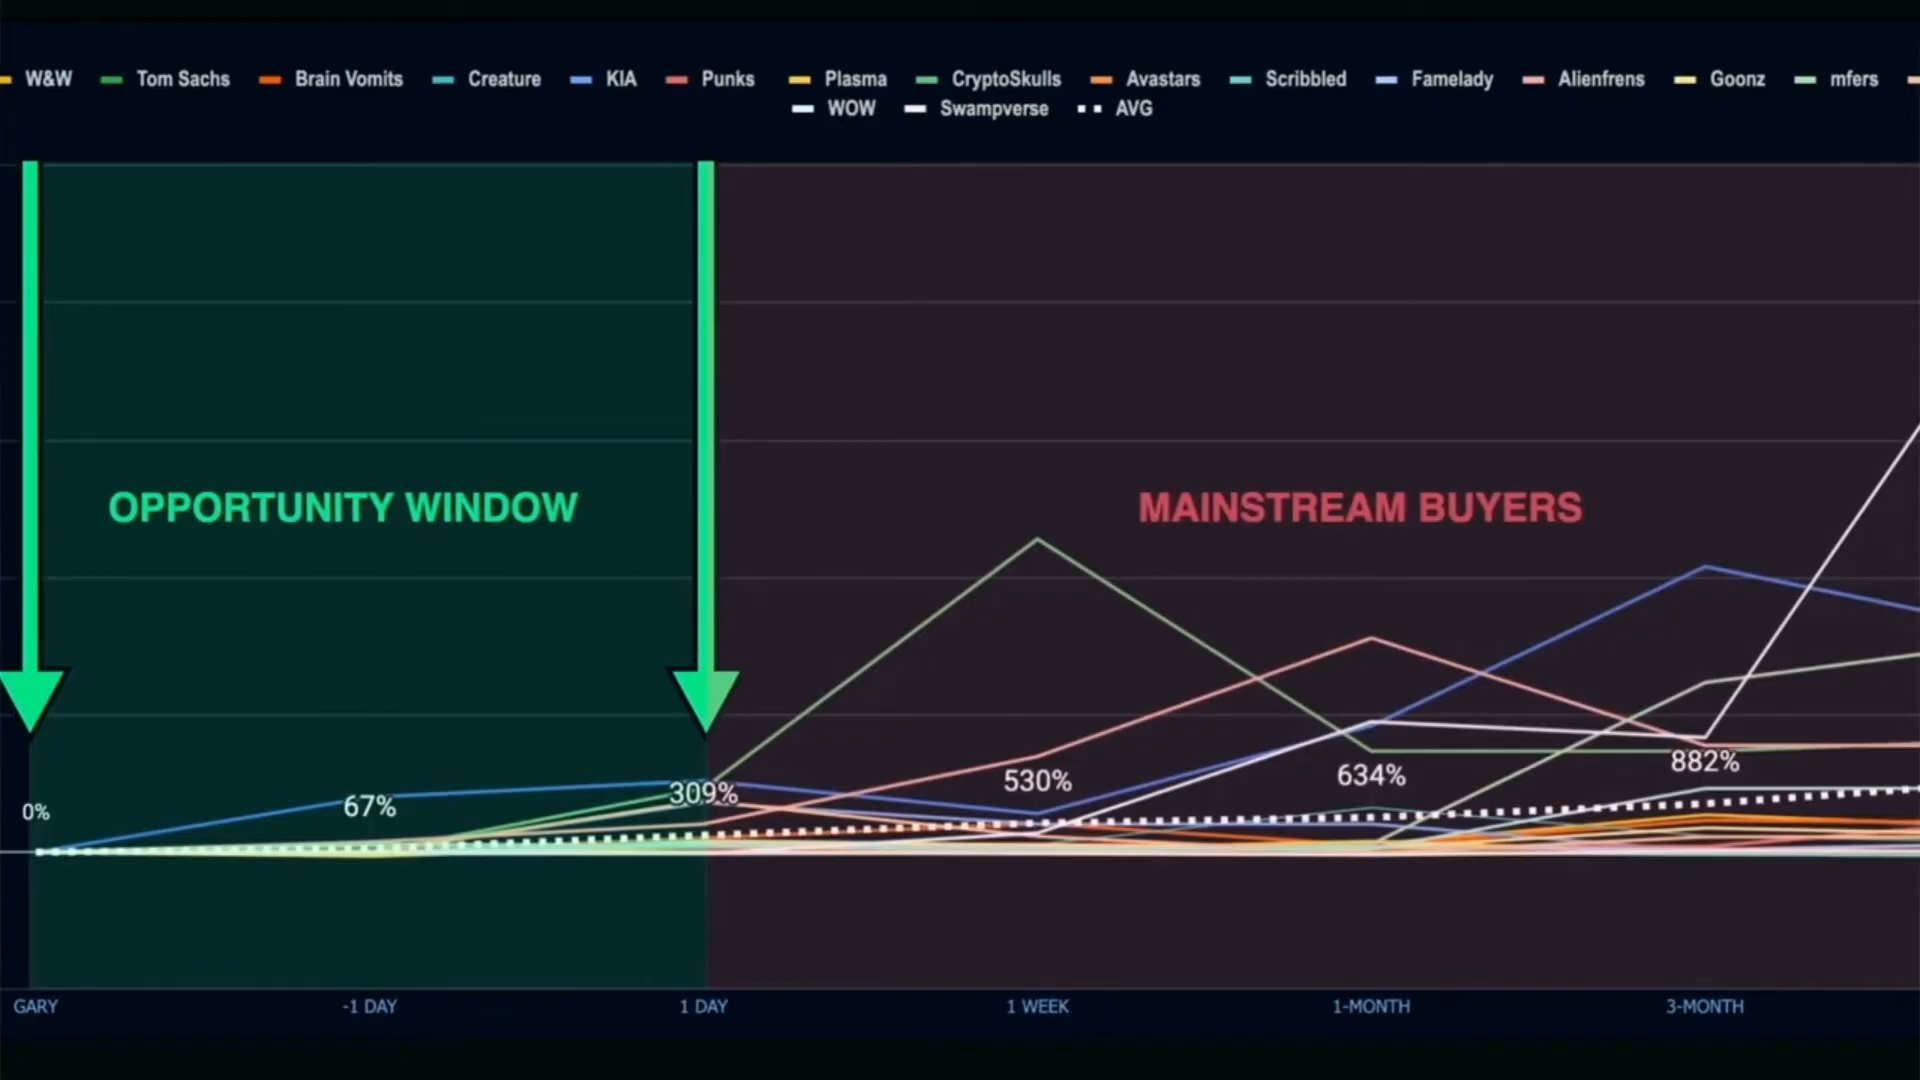 W&W Tom Sachs Brain Vomits Creature KIA Punks Plasma CryptoSkulls Avastars Scribbled Famelady Alienfrens Goonz mfers
WOW Swampverse AVG
OPPORTUNITY WINDOW
MAINSTREAM BUYERS
0%
67%
309%
530%
634%
882%
GARY
-1 DAY
1 DAY
1 WEEK
1-MONTH
3-MONTH